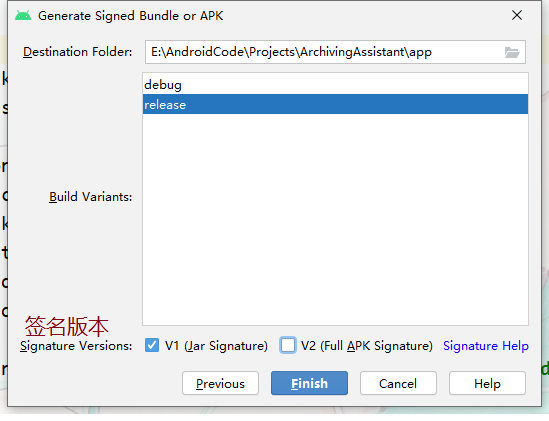 Generate Signed Bundle or APK
Destination Folder: E:\AndroidCode\Projects\ArchivingAssistant\app
debug
release
Build Variants:
签名版本
Signature Versions: V1 (Jar Signature) V2 (Full APK Signature) Signature Help
Previous Finish Cancel Help